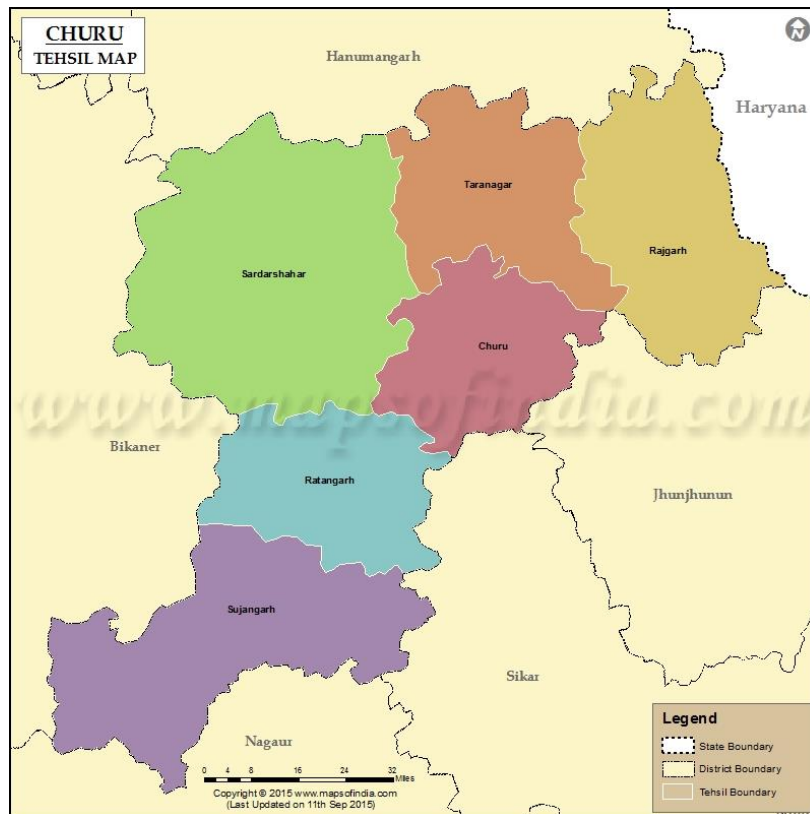 CHURU
TEHSIL MAP
N
Hanumangarh
Haryana
Taranagar
Rajgarh
Sardarshahar
Churu
www.mapsofindia.com
Bikaner
Ratangarh
Jhunjhunun
Sujangarh
Sikar
Nagaur
0 4 8 16 24 32
Miles
Copyright © 2015 www.mapsofindia.com
(Last Updated on 11th Sep 2015)
Legend
State Boundary
District Boundary
Tehsil Boundary